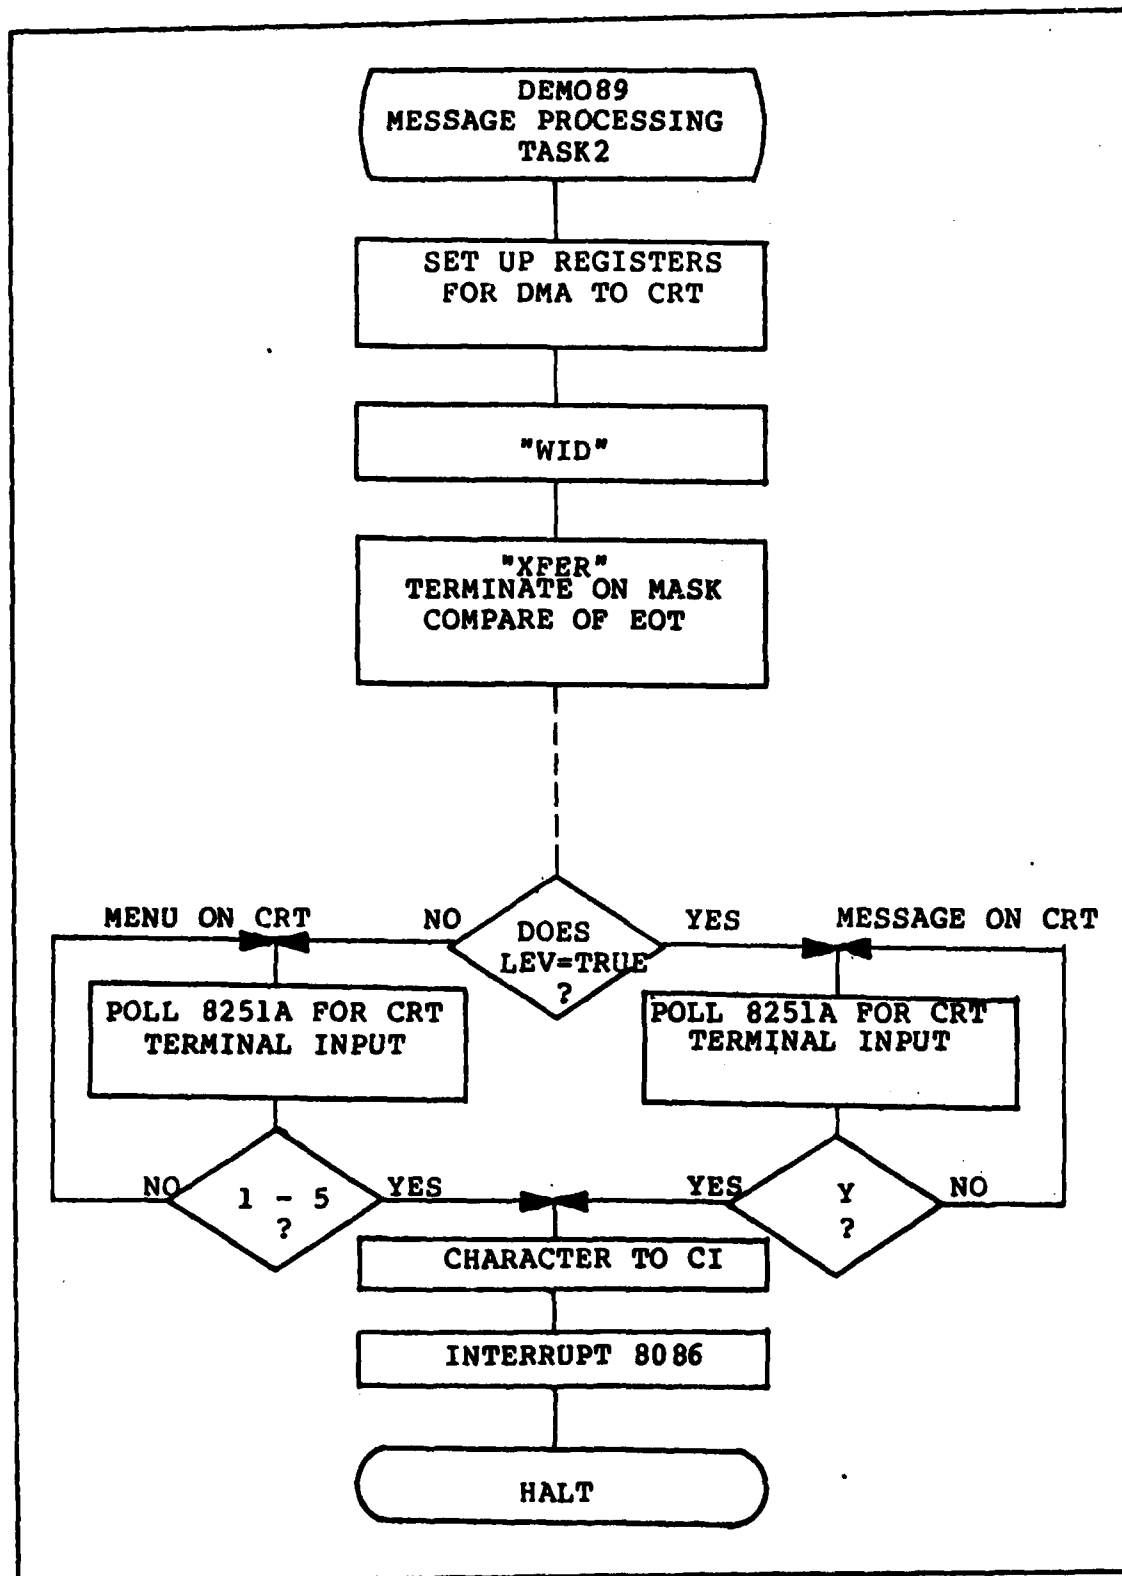 DEMO89
MESSAGE PROCESSING
TASK2
SET UP REGISTERS
FOR DMA TO CRT
"WID"
"XFER"
TERMINATE ON MASK
COMPARE OF EOT
MENU ON CRT
NO
DOES
LEV=TRUE
?
YES
MESSAGE ON CRT
POLL 8251A FOR CRT
TERMINAL INPUT
POLL 8251A FOR CRT
TERMINAL INPUT
NO
1 - 5
?
YES
YES
Y
?
NO
CHARACTER TO CI
INTERRUPT 8086
HALT